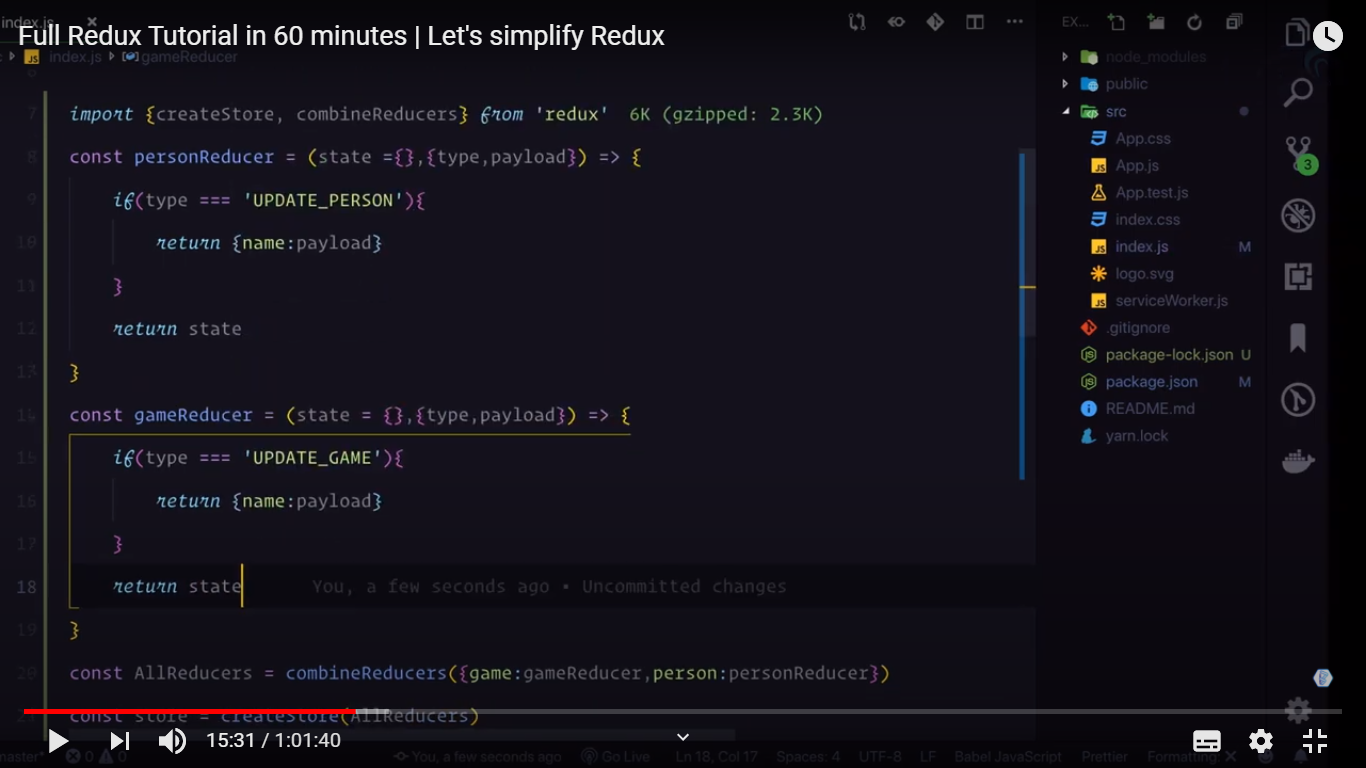 index.js
Full Redux Tutorial in 60 minutes | Let's simplify Redux
EX...
index.js gameReducer
7 import {createStore, combineReducers} from 'redux' 6K (gzipped: 2.3K)
8 const personReducer = (state ={},{type,payload}) => {
9 if(type === 'UPDATE_PERSON'){
10 return {name:payload}
11 }
12 return state
13 }
14 const gameReducer = (state = {},{type,payload}) => {
15 if(type === 'UPDATE_GAME'){
16 return {name:payload}
17 }
18 return state You, a few seconds ago • Uncommitted changes
19 }
20 const AllReducers = combineReducers({game:gameReducer,person:personReducer})
21 const store = createStore(AllReducers)
node_modules
public
src
App.css
App.js
App.test.js
index.css
index.js M
logo.svg
serviceWorker.js
.gitignore
package-lock.json U
package.json M
README.md
yarn.lock
3
15:31 / 1:01:40
master* 0 0 You, a few seconds ago Go Live Ln 18, Col 17 Spaces: 4 UTF-8 LF Babel JavaScript Prettier Formatting: ✕